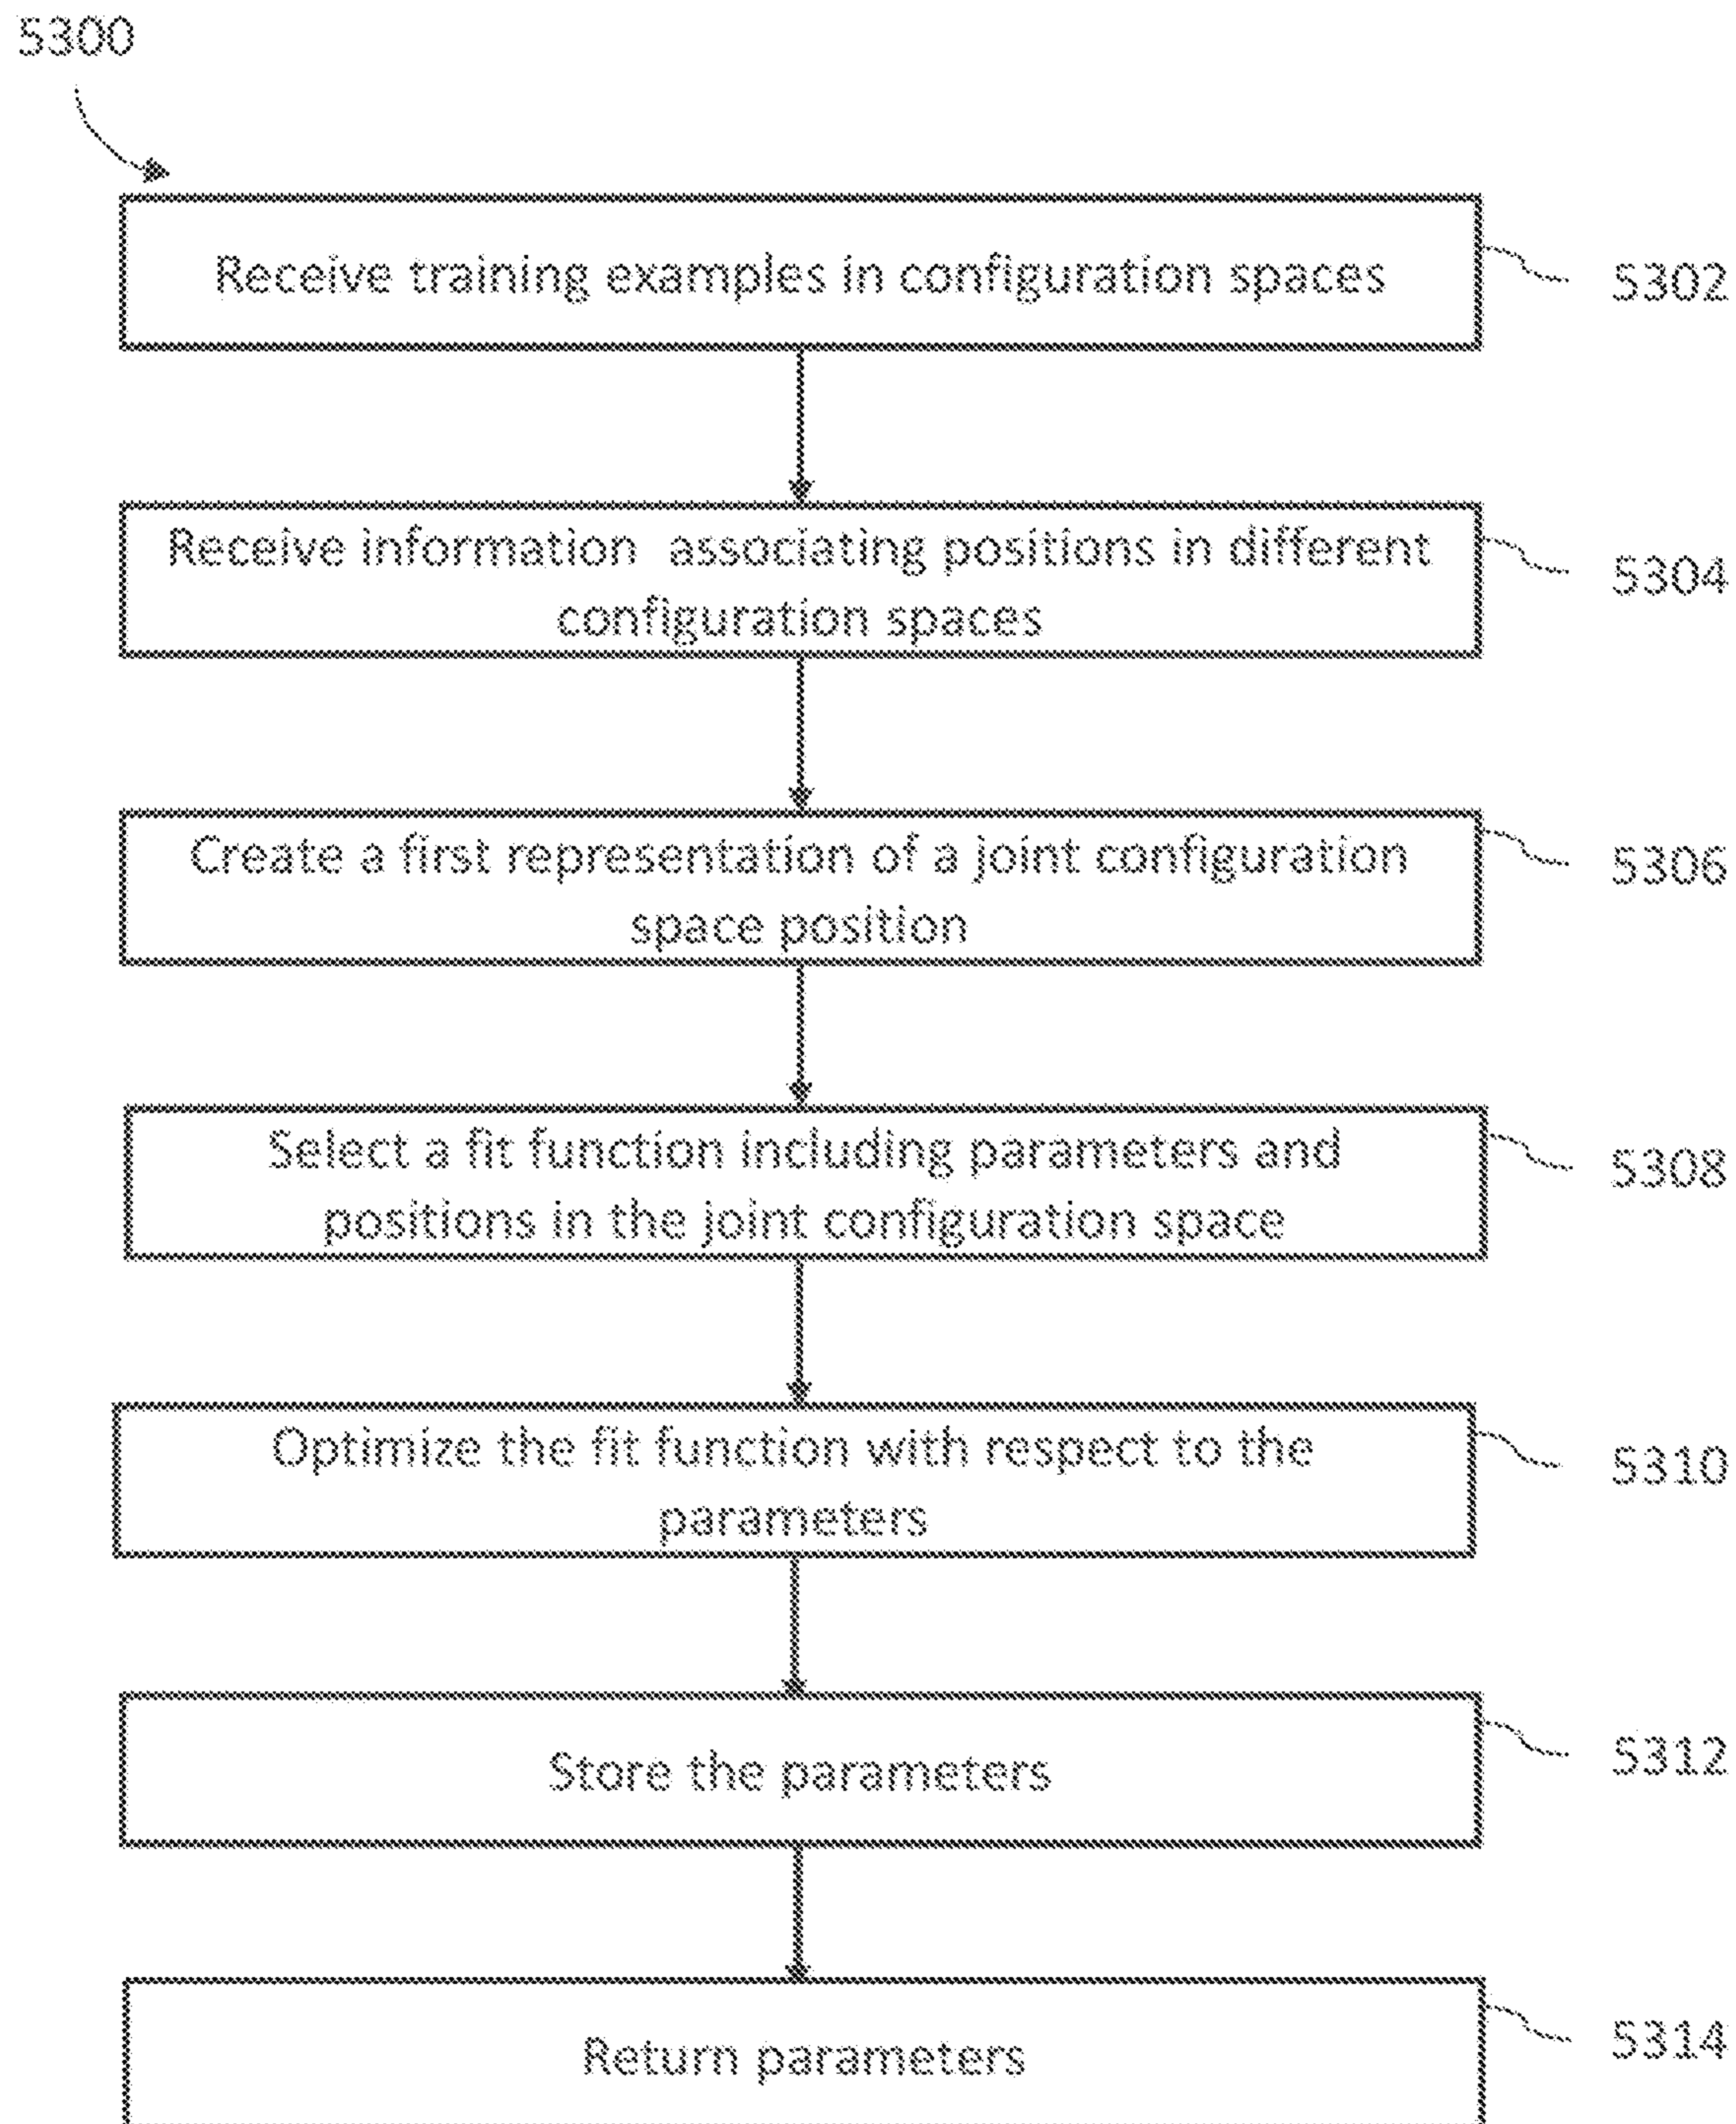 5300
Receive training examples in configuration spaces
5302
Receive information associating positions in different
configuration spaces
5304
Create a first representation of a joint configuration
space position
5306
Select a fit function including parameters and
positions in the joint configuration space
5308
Optimize the fit function with respect to the
parameters
5310
Store the parameters
5312
Return parameters
5314